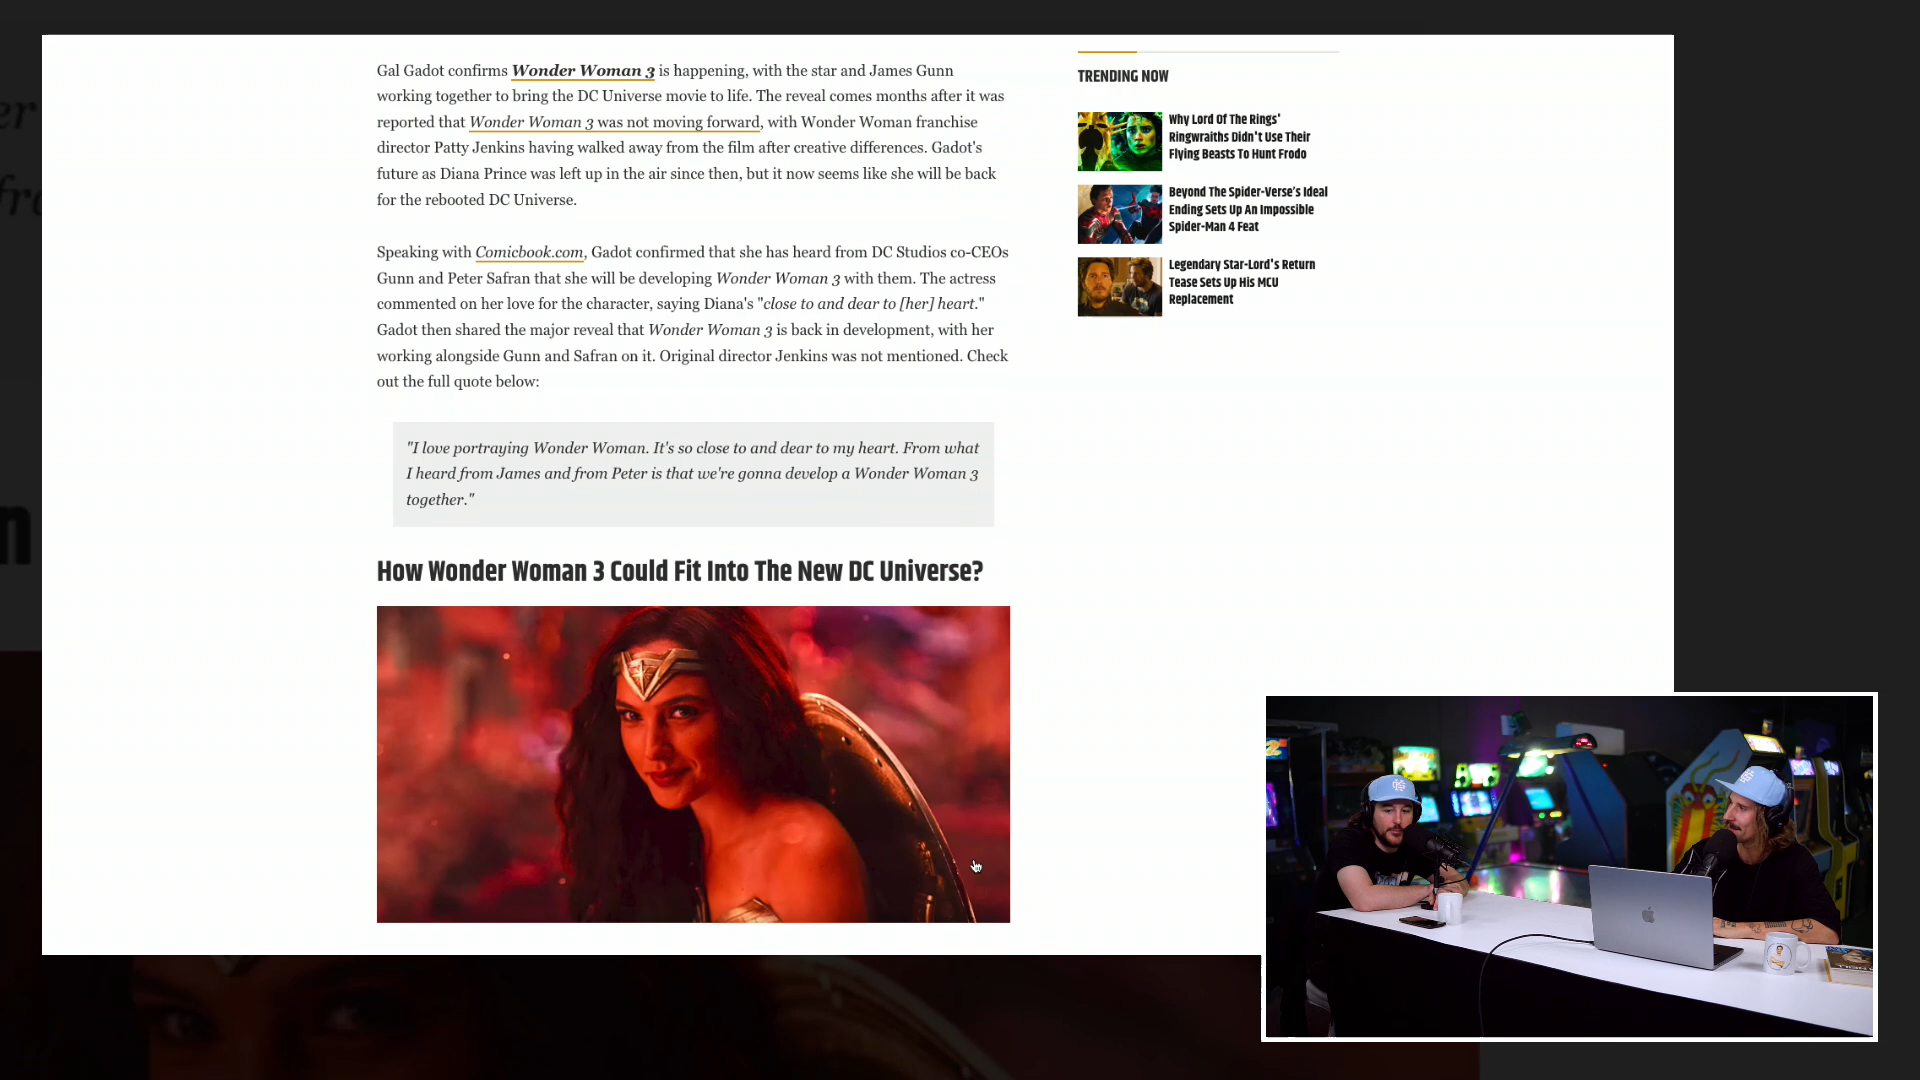 Gal Gadot confirms Wonder Woman 3 is happening, with the star and James Gunn
working together to bring the DC Universe movie to life. The reveal comes months after it was
reported that Wonder Woman 3 was not moving forward, with Wonder Woman franchise
director Patty Jenkins having walked away from the film after creative differences. Gadot's
future as Diana Prince was left up in the air since then, but it now seems like she will be back
for the rebooted DC Universe.
Speaking with Comicbook.com, Gadot confirmed that she has heard from DC Studios co-CEOs
Gunn and Peter Safran that she will be developing Wonder Woman 3 with them. The actress
commented on her love for the character, saying Diana's "close to and dear to [her] heart."
Gadot then shared the major reveal that Wonder Woman 3 is back in development, with her
working alongside Gunn and Safran on it. Original director Jenkins was not mentioned. Check
out the full quote below:
"I love portraying Wonder Woman. It's so close to and dear to my heart. From what
I heard from James and from Peter is that we're gonna develop a Wonder Woman 3
together."
How Wonder Woman 3 Could Fit Into The New DC Universe?
TRENDING NOW
Why Lord Of The Rings'
Ringwraiths Didn't Use Their
Flying Beasts To Hunt Frodo
Beyond The Spider-Verse's Ideal
Ending Sets Up An Impossible
Spider-Man 4 Feat
Legendary Star-Lord's Return
Tease Sets Up His MCU
Replacement